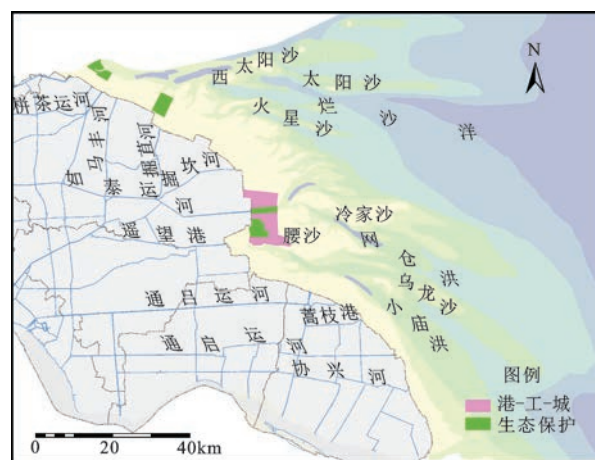 N
西太阳沙
太阳沙
火星沙
烂沙洋
栟茶运河
马丰河
掘直河
如泰运河
掘坎河
遥望港
冷家沙
腰沙
网仓洪
乌龙沙
小庙洪
通吕运河
蒿枝港
通启运河
协兴河
图例
港-工-城
生态保护
0 20 40km